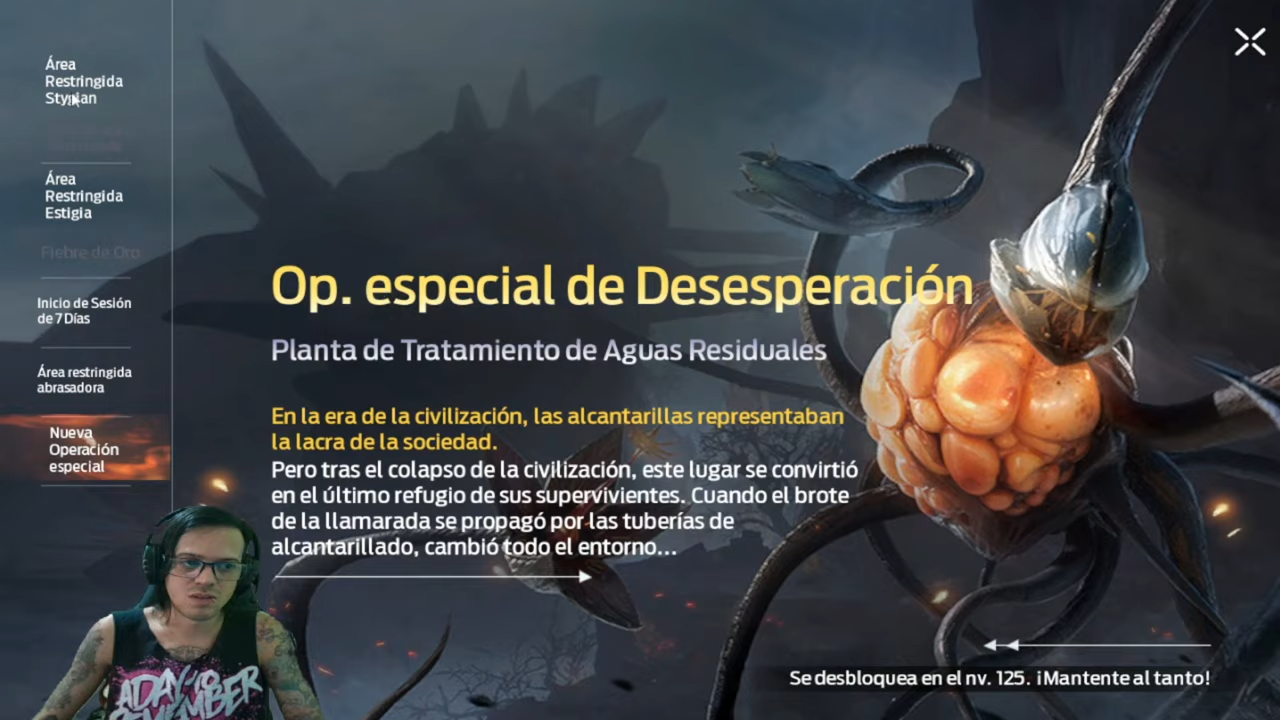 Área
Restringida
Styplan
Área
Restringida
Estigia
Fiebre de Oro
Inicio de Sesión
de 7 Días
Área restringida
abrasadora
Nueva
Operación
especial
Op. especial de Desesperación
Planta de Tratamiento de Aguas Residuales
En la era de la civilización, las alcantarillas representaban
la lacra de la sociedad.
Pero tras el colapso de la civilización, este lugar se convirtió
en el último refugio de sus supervivientes. Cuando el brote
de la llamarada se propagó por las tuberías de
alcantarillado, cambió todo el entorno...
Se desbloquea en el nv. 125. ¡Mantente al tanto!
A DAY TO
REMEMBER